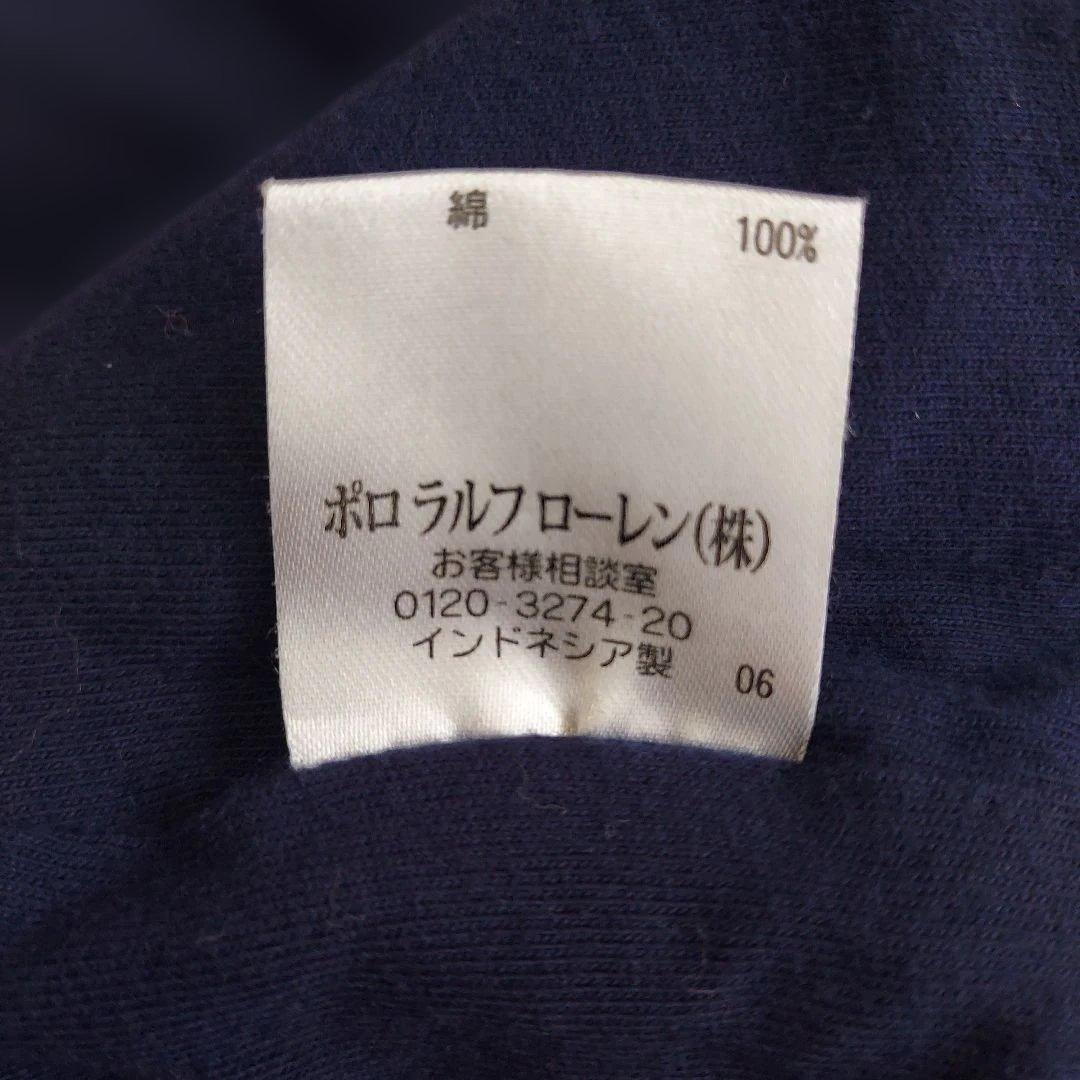 綿 100%
ポロ ラルフ ローレン(株)
お客様相談室
0120-3274-20
インドネシア製 06